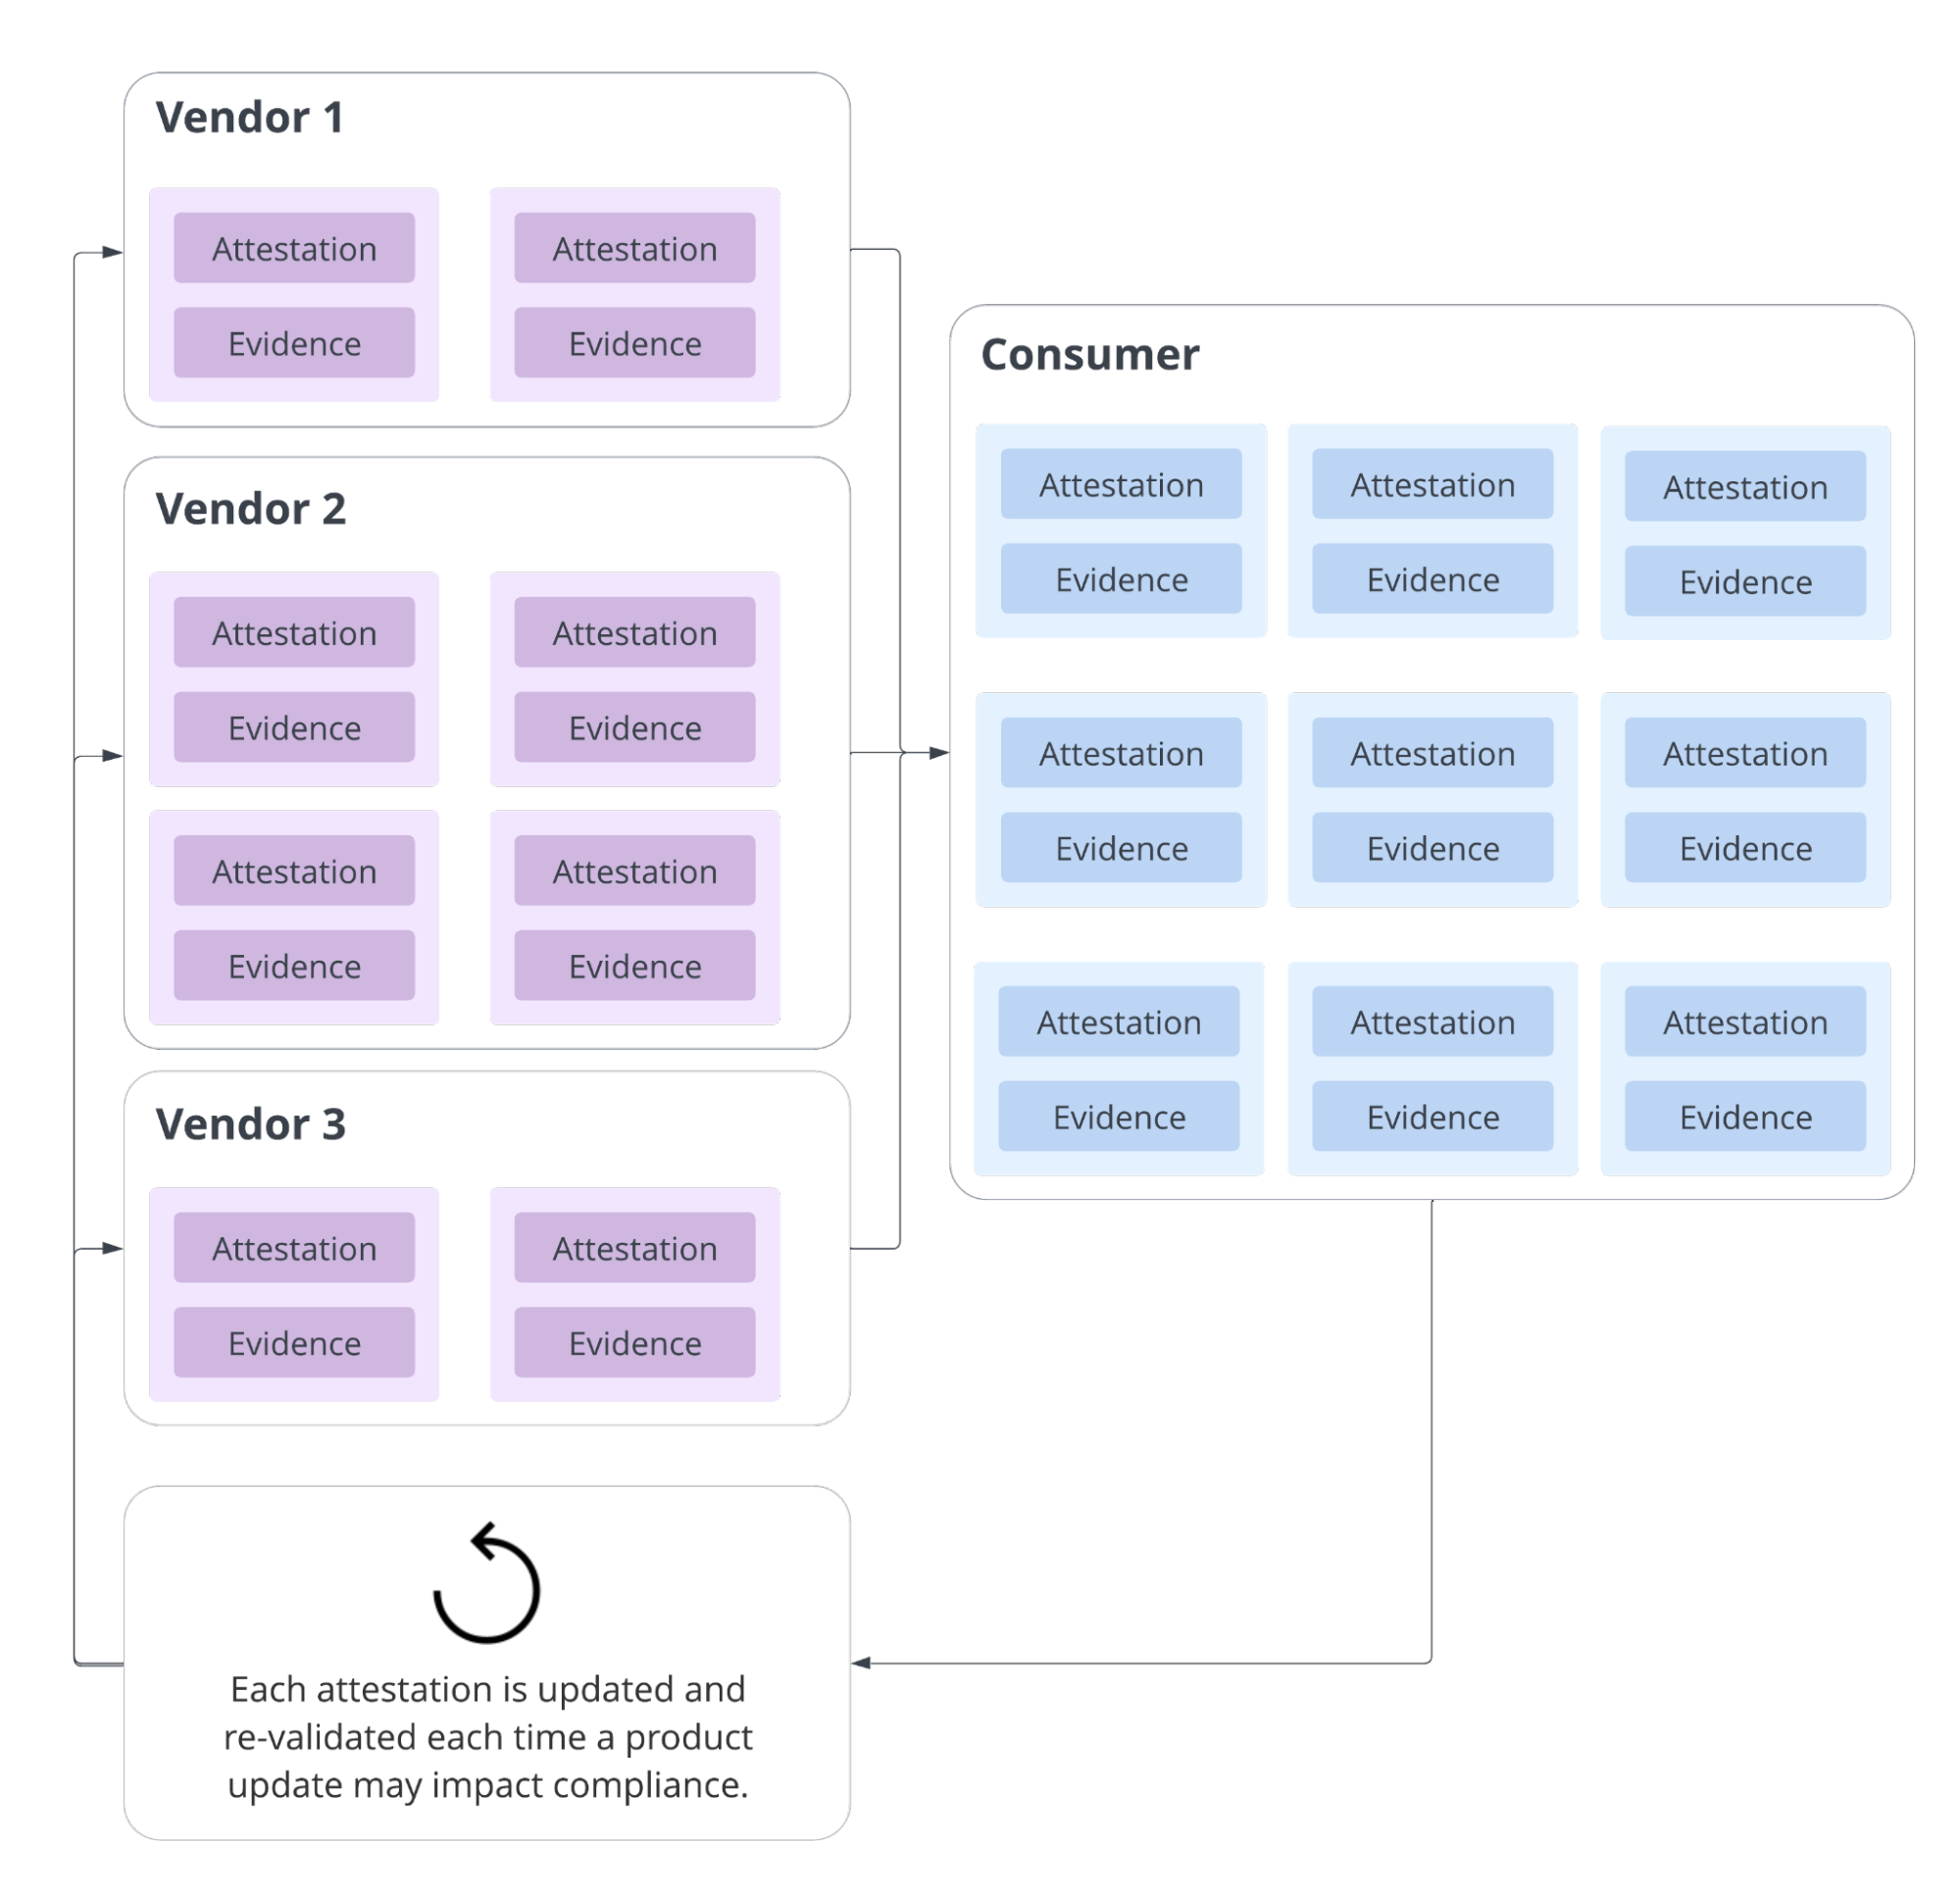 Vendor 1
Attestation Attestation
Evidence Evidence
Vendor 2
Attestation Attestation
Evidence Evidence
Attestation Attestation
Evidence Evidence
Vendor 3
Attestation Attestation
Evidence Evidence
Each attestation is updated and
re-validated each time a product
update may impact compliance.
Consumer
Attestation Attestation Attestation
Evidence Evidence Evidence
Attestation Attestation Attestation
Evidence Evidence Evidence
Attestation Attestation Attestation
Evidence Evidence Evidence